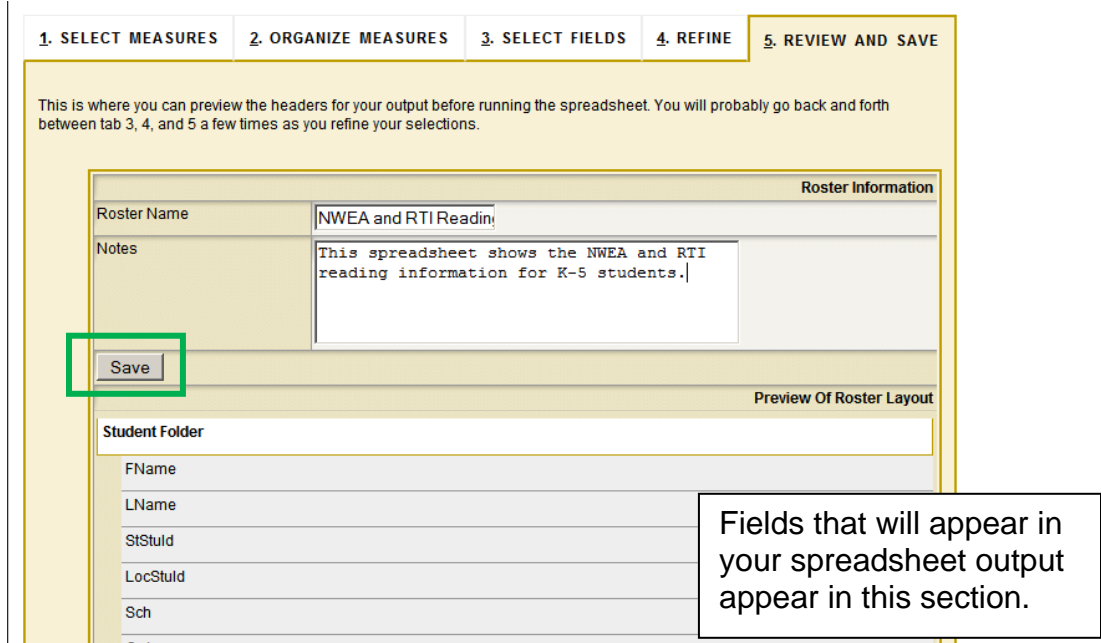 1. SELECT MEASURES 2. ORGANIZE MEASURES 3. SELECT FIELDS 4. REFINE 5. REVIEW AND SAVE
This is where you can preview the headers for your output before running the spreadsheet. You will probably go back and forth
between tab 3, 4, and 5 a few times as you refine your selections.
Roster Information
Roster Name NWEA and RTI Reading
Notes This spreadsheet shows the NWEA and RTI
reading information for K-5 students.
Save
Preview Of Roster Layout
Student Folder
FName
LName
StStuId
LocStuId
Sch
Fields that will appear in
your spreadsheet output
appear in this section.